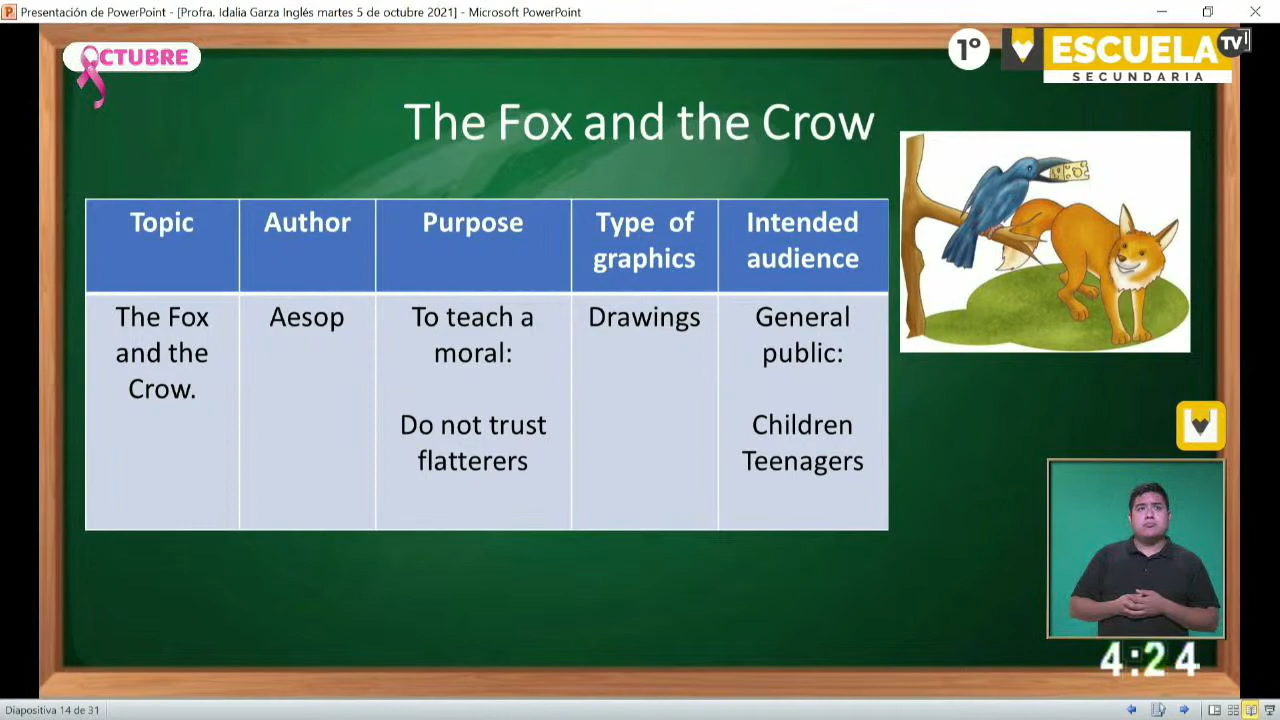 Presentación de PowerPoint - [Profra. Idalia Garza Inglés martes 5 de octubre 2021] - Microsoft PowerPoint
OCTUBRE
1º
ESCUELA TV
SECUNDARIA
The Fox and the Crow
Topic
Author
Purpose
Type of
graphics
Intended
audience
The Fox
and the
Crow.
Aesop
To teach a
moral:
Do not trust
flatterers
Drawings
General
public:
Children
Teenagers
4:24
Diapositiva 14 de 31